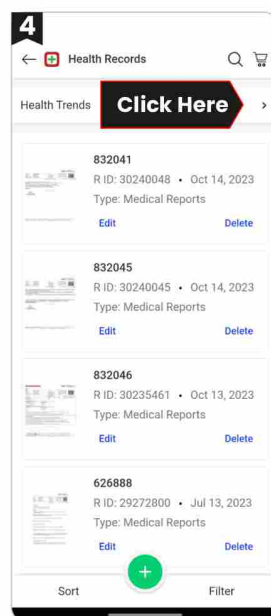 4
Health Records
Health Trends
Click Here
832041
R ID: 30240048 • Oct 14, 2023
Type: Medical Reports
Edit Delete
832045
R ID: 30240045 • Oct 14, 2023
Type: Medical Reports
Edit Delete
832046
R ID: 30235461 • Oct 13, 2023
Type: Medical Reports
Edit Delete
626888
R ID: 29272800 • Jul 13, 2023
Type: Medical Reports
Edit Delete
+
Sort Filter